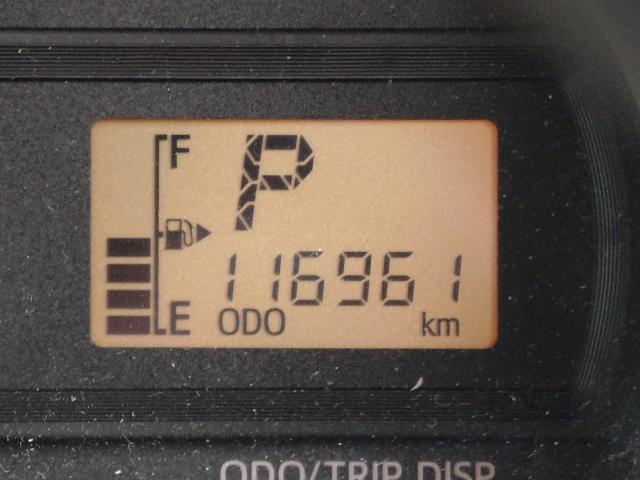 F
P
116961
E ODO km
ODO/TRIP DISP